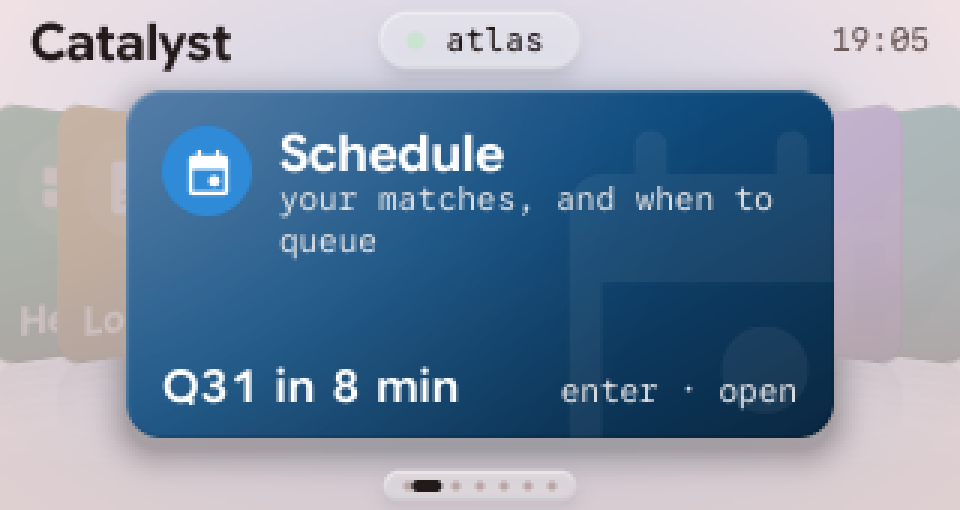 Catalyst
atlas
19:05
Schedule
your matches, and when to
queue
Q31 in 8 min
enter · open